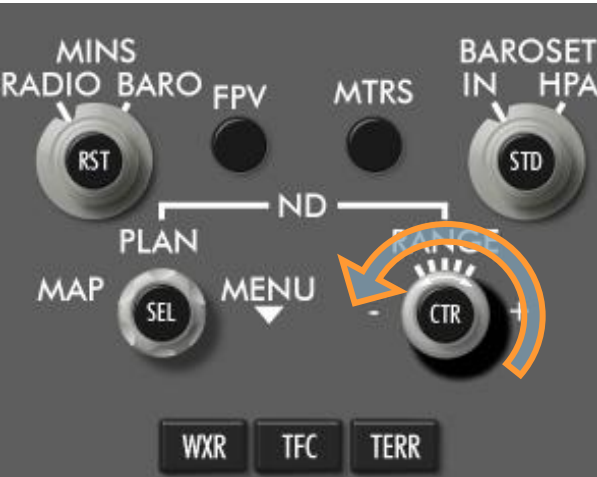 MINS
RADIO BARO
FPV
MTRS
BAROSET
IN HPA
RST
STD
ND
PLAN
RANGE
MAP
MENU
SEL
-
CTR
+
WXR
TFC
TERR